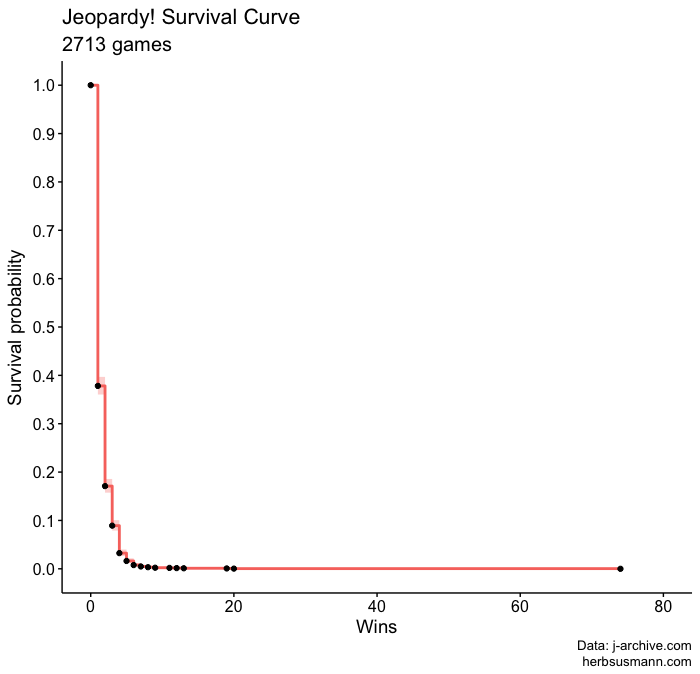 Jeopardy! Survival Curve
2713 games
Survival probability
1.0
0.9
0.8
0.7
0.6
0.5
0.4
0.3
0.2
0.1
0.0
0 20 40 60 80
Wins
Data: j-archive.com
herbsusmann.com